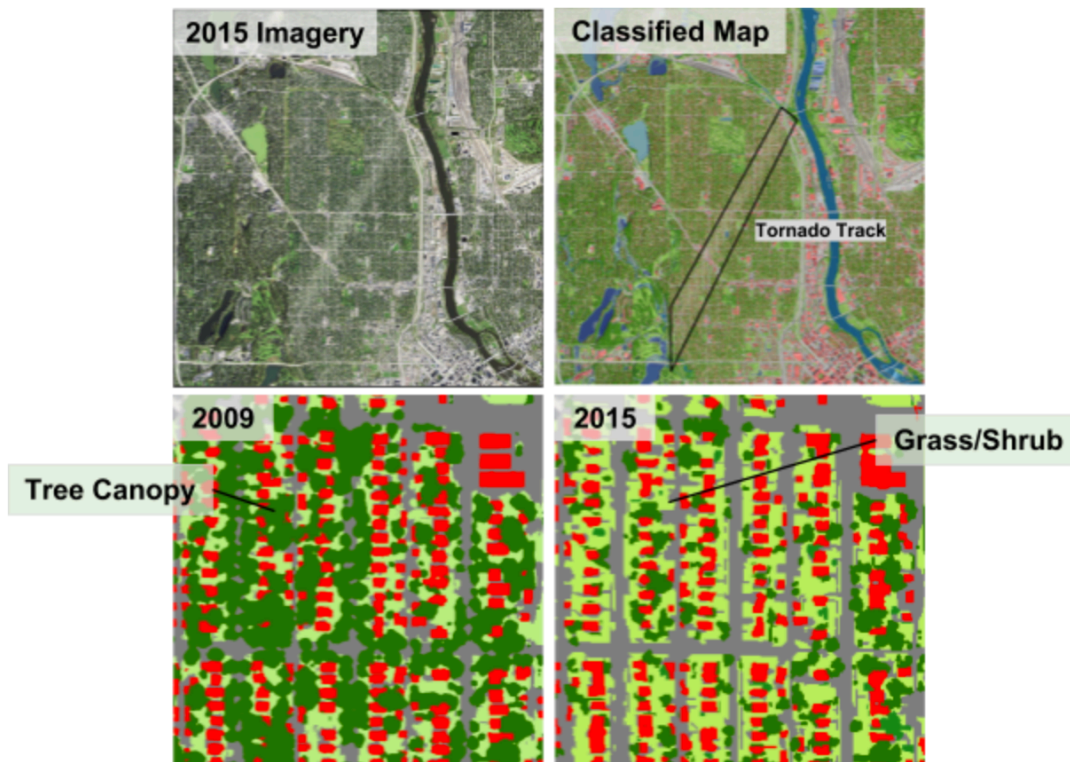 2015 Imagery
Classified Map
Tornado Track
2009
2015
Grass/Shrub
Tree Canopy